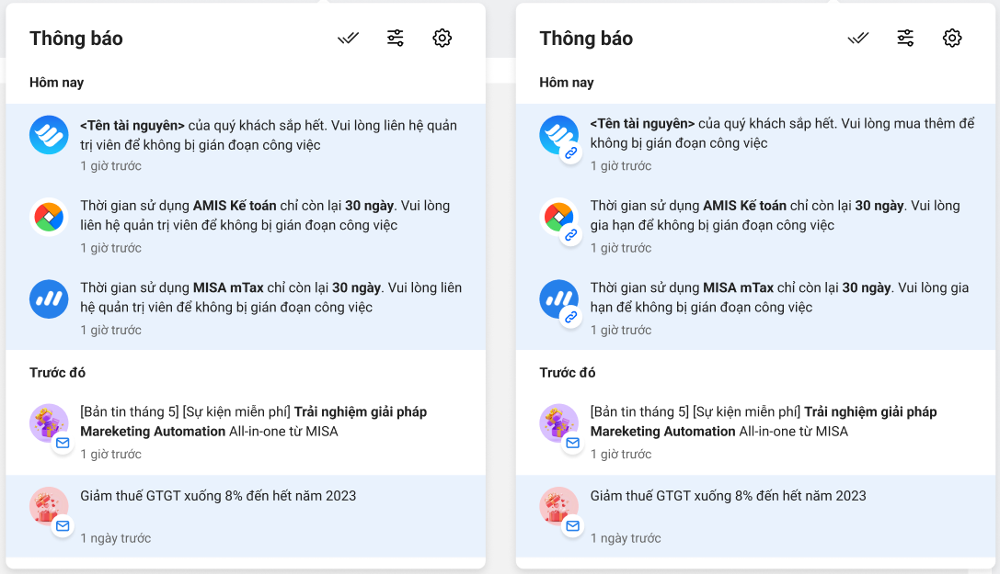 Thông báo
Hôm nay
<Tên tài nguyên> của quý khách sắp hết. Vui lòng liên hệ quản
trị viên để không bị gián đoạn công việc
1 giờ trước
Thời gian sử dụng AMIS Kế toán chỉ còn lại 30 ngày. Vui lòng
liên hệ quản trị viên để không bị gián đoạn công việc
1 giờ trước
Thời gian sử dụng MISA mTax chỉ còn lại 30 ngày. Vui lòng liên
hệ quản trị viên để không bị gián đoạn công việc
1 giờ trước
Trước đó
[Bản tin tháng 5] [Sự kiện miễn phí] Trải nghiệm giải pháp
Mareketing Automation All-in-one từ MISA
1 giờ trước
Giảm thuế GTGT xuống 8% đến hết năm 2023
1 ngày trước
Thông báo
Hôm nay
<Tên tài nguyên> của quý khách sắp hết. Vui lòng mua thêm để
không bị gián đoạn công việc
1 giờ trước
Thời gian sử dụng AMIS Kế toán chỉ còn lại 30 ngày. Vui lòng
gia hạn để không bị gián đoạn công việc
1 giờ trước
Thời gian sử dụng MISA mTax chỉ còn lại 30 ngày. Vui lòng gia
hạn để không bị gián đoạn công việc
1 giờ trước
Trước đó
[Bản tin tháng 5] [Sự kiện miễn phí] Trải nghiệm giải pháp
Mareketing Automation All-in-one từ MISA
1 giờ trước
Giảm thuế GTGT xuống 8% đến hết năm 2023
1 ngày trước